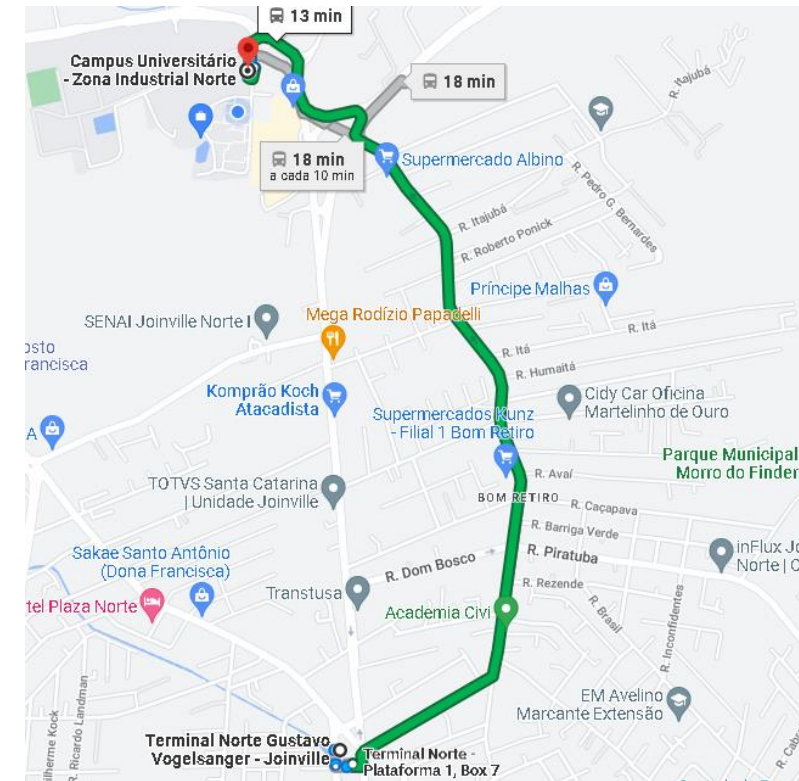 13 min
Campus Universitário
- Zona Industrial Norte
18 min
R. Itajubá
18 min
a cada 10 min
Supermercado Albino
R. Pedro G. Bernardes
R. Itajubá
R. Roberto Ponick
Príncipe Malhas
SENAI Joinville Norte I
Mega Rodízio Papadelli
R. Itá
osto
rancisca
R. Itá
R. Humaitá
Komprão Koch
Atacadista
Cidy Car Oficina
Martelinho de Ouro
Supermercados Kunz
- Filial 1 Bom Retiro
A
Parque Municipal
Morro do Finder
R. Avaí
TOTVS Santa Catarina
| Unidade Joinville
BOM RETIRO
R. Caçapava
R. Barriga Verde
Sakae Santo Antônio
(Dona Francisca)
R. Dom Bosco
R. Piratuba
inFlux Jo
Norte | C
tel Plaza Norte
Transtusa
R. Rezende
Academia Civi
R. Brasil
R. Inconfidentes
EM Avelino
Marcante Extensão
R. Ricardo Landman
ilherme Kock
Terminal Norte Gustavo
Vogelsanger - Joinville
Terminal Norte -
Plataforma 1, Box 7